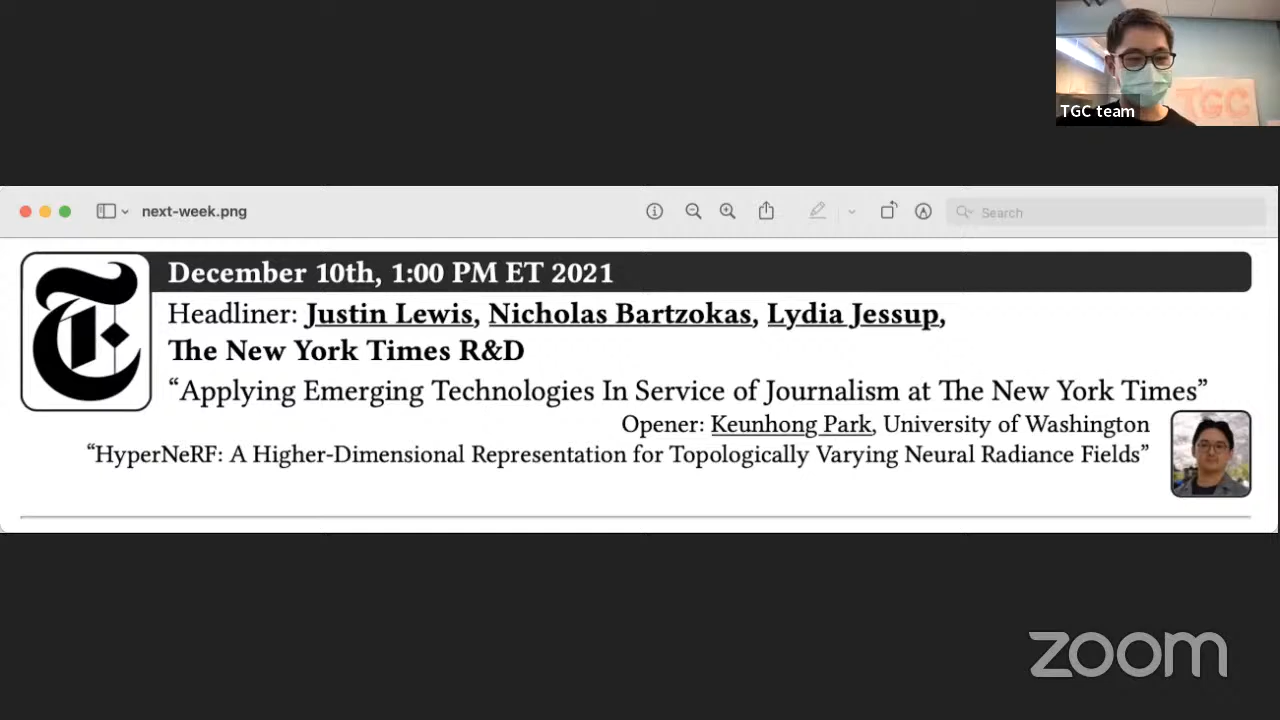 TGC
TGC team
next-week.png
Search
December 10th, 1:00 PM ET 2021
Headliner: Justin Lewis, Nicholas Bartzokas, Lydia Jessup,
The New York Times R&D
“Applying Emerging Technologies In Service of Journalism at The New York Times”
Opener: Keunhong Park, University of Washington
“HyperNeRF: A Higher-Dimensional Representation for Topologically Varying Neural Radiance Fields”
zoom